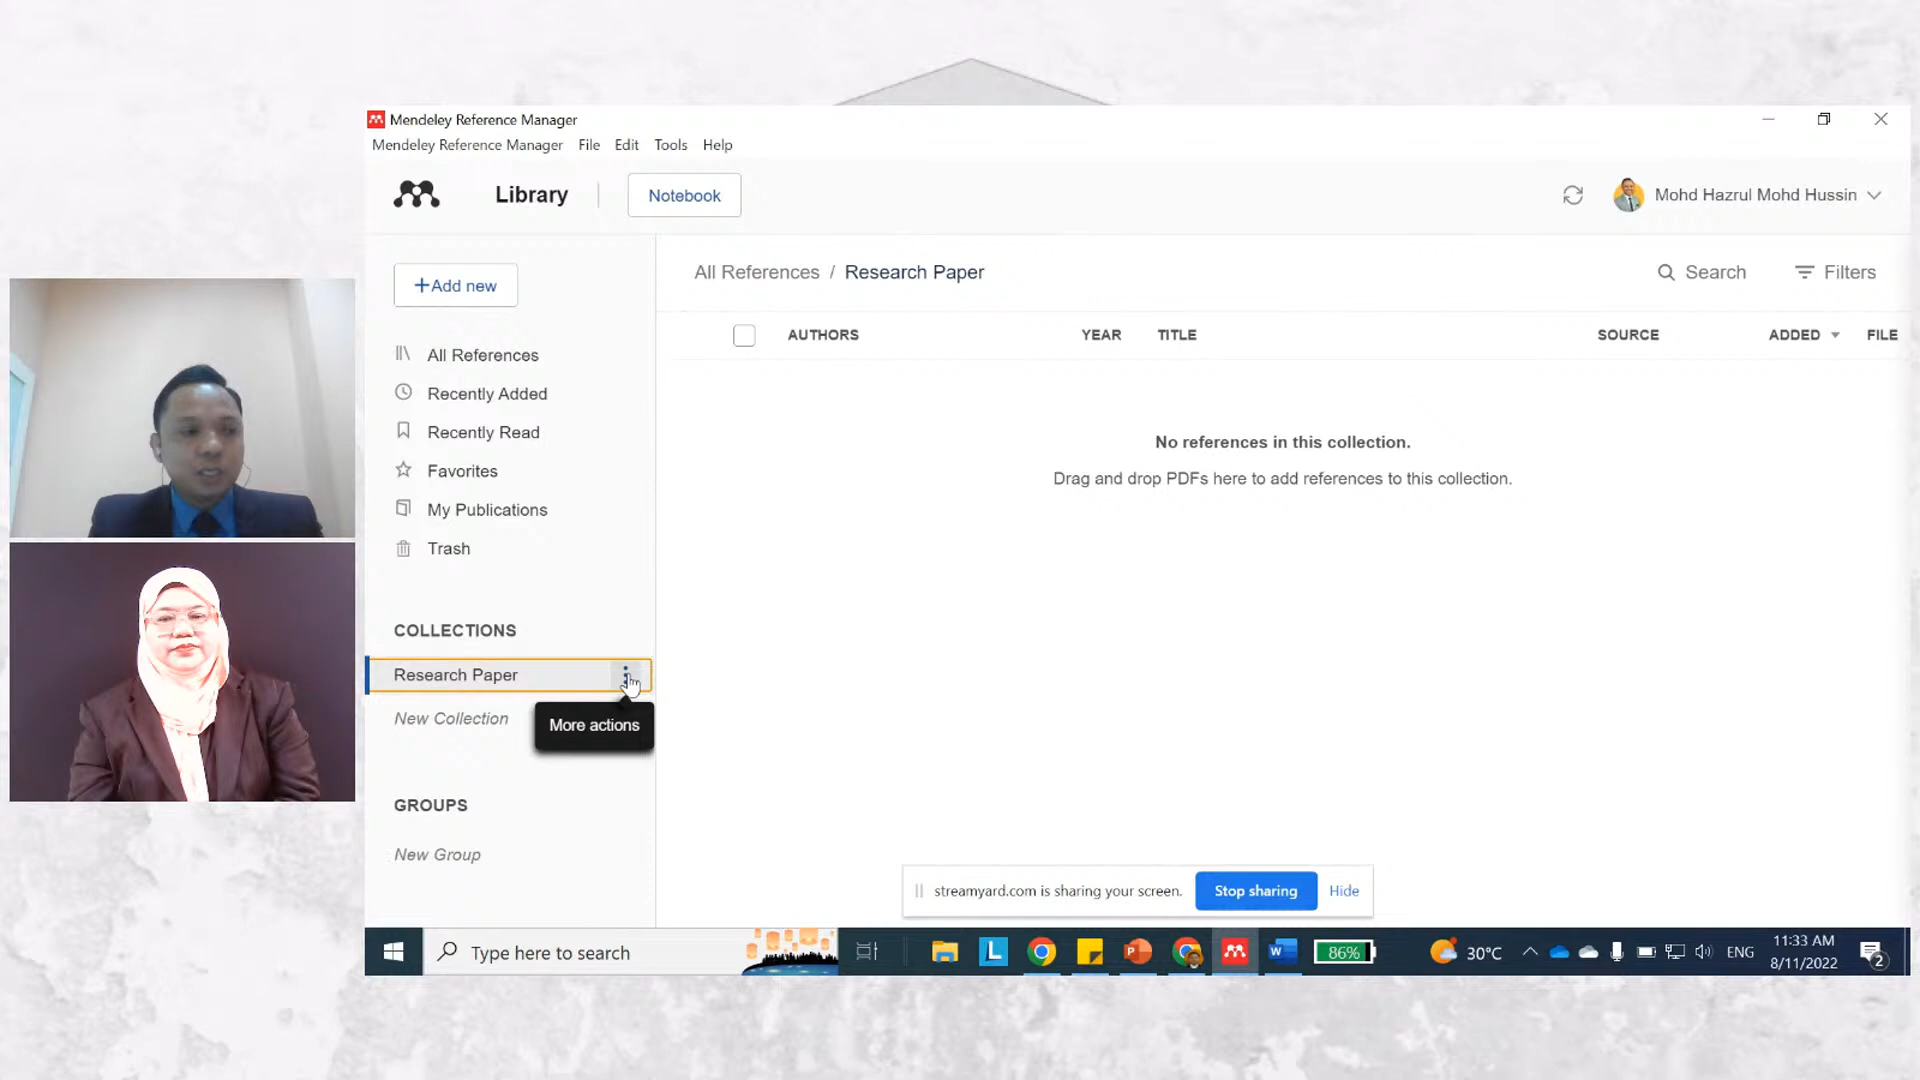 Mendeley Reference Manager
Mendeley Reference Manager File Edit Tools Help
Library
Notebook
Mohd Hazrul Mohd Hussin
+Add new
All References
Recently Added
Recently Read
Favorites
My Publications
Trash
COLLECTIONS
Research Paper
New Collection
More actions
GROUPS
New Group
All References / Research Paper
Search
Filters
AUTHORS YEAR TITLE SOURCE ADDED FILE
No references in this collection.
Drag and drop PDFs here to add references to this collection.
streamyard.com is sharing your screen.
Stop sharing
Hide
Type here to search
L
P
W
86%
30°C
ENG
11:33 AM
8/11/2022
2